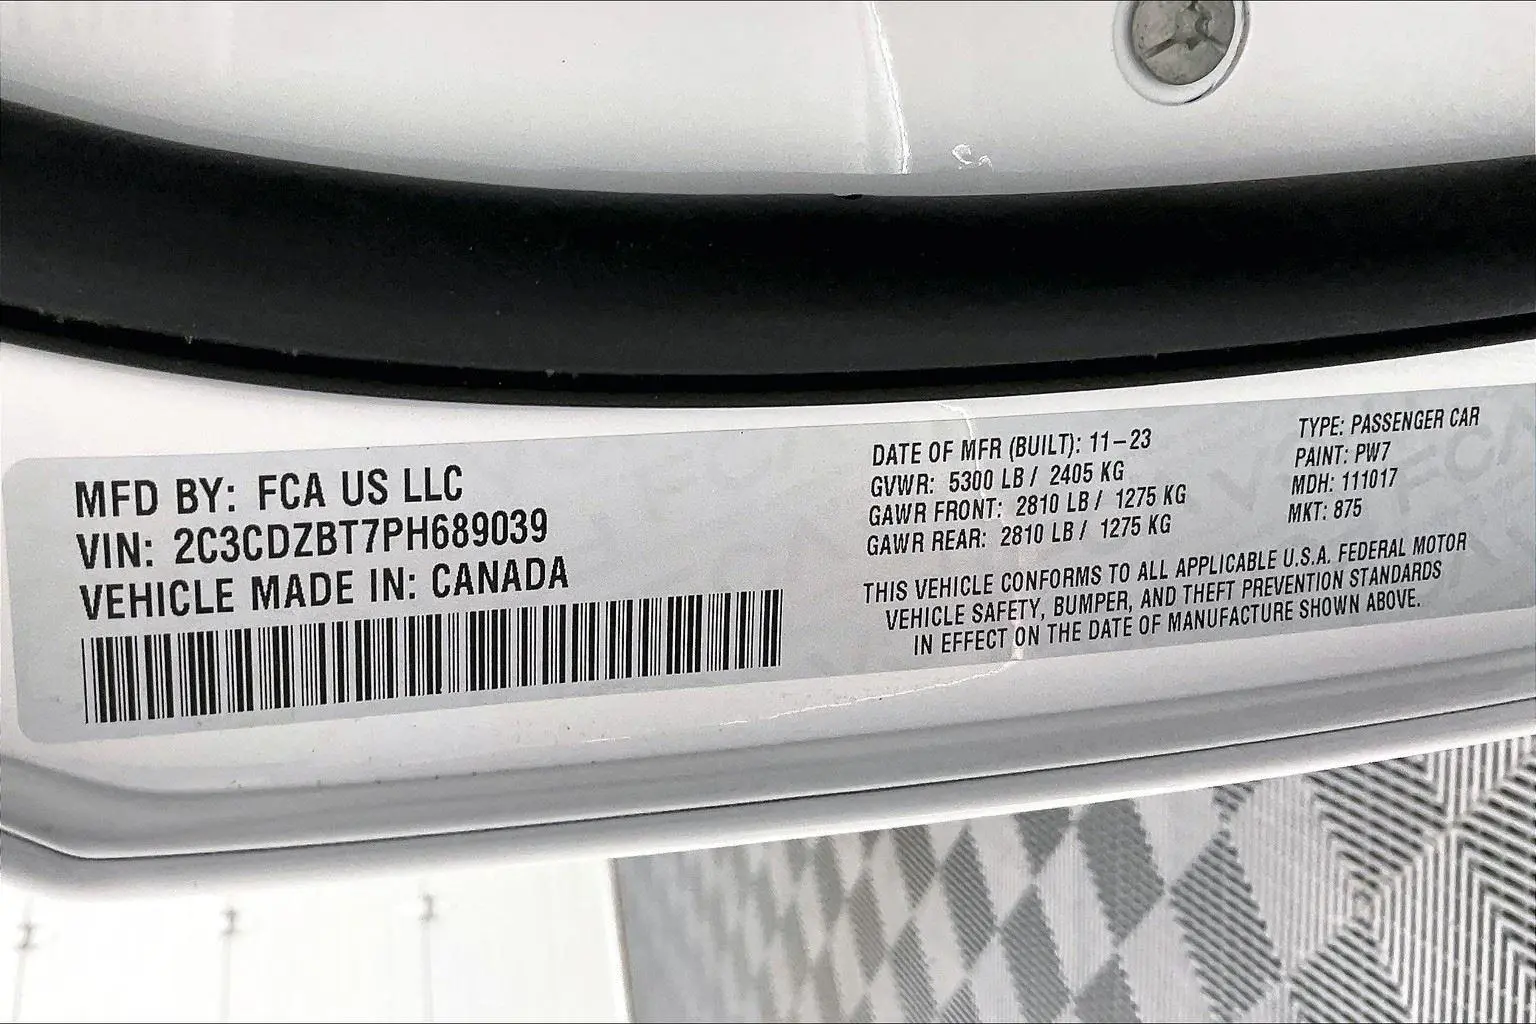 MFD BY: FCA US LLC
VIN: 2C3CDZBT7PH689039
VEHICLE MADE IN: CANADA
DATE OF MFR (BUILT): 11-23
GVWR: 5300 LB / 2405 KG
GAWR FRONT: 2810 LB / 1275 KG
GAWR REAR: 2810 LB / 1275 KG
TYPE: PASSENGER CAR
PAINT: PW7
MDH: 111017
MKT: 875
THIS VEHICLE CONFORMS TO ALL APPLICABLE U.S.A. FEDERAL MOTOR
VEHICLE SAFETY, BUMPER, AND THEFT PREVENTION STANDARDS
IN EFFECT ON THE DATE OF MANUFACTURE SHOWN ABOVE.